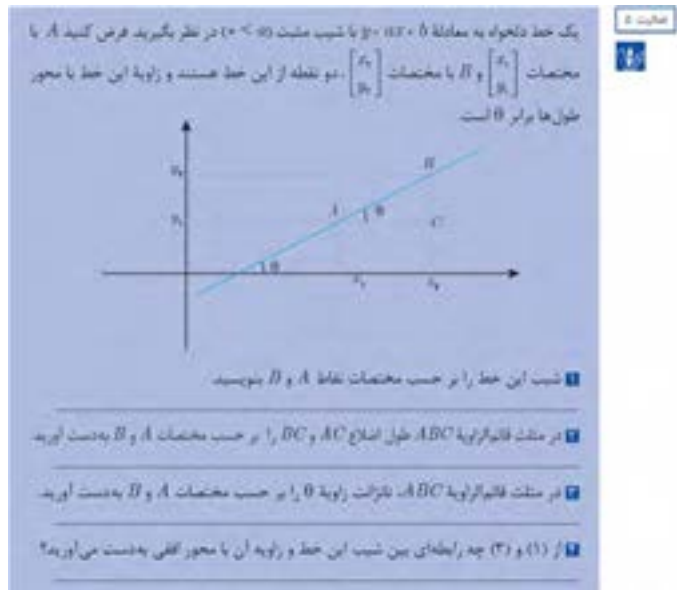 فعالیت ۵
یک خط دلخواه به معادلهٔ y = ax + b با شیب مثبت (a > ۰) در نظر بگیرید. فرض کنید A با
مختصات [x₁ y₁] و B با مختصات [x₂ y₂]، دو نقطه از این خط هستند و زاویهٔ این خط با محور
طول‌ها برابر θ است.
y₂
B
y₁
A
θ
C
θ
x₁
x₂
۱ شیب این خط را بر حسب مختصات نقاط A و B بنویسید.
۲ در مثلث قائم‌الزاویهٔ ABC طول اضلاع AC و BC را بر حسب مختصات A و B به‌دست آورید.
۳ در مثلث قائم‌الزاویهٔ ABC، تانژانت زاویهٔ θ را بر حسب مختصات A و B به‌دست آورید.
۴ از (۱) و (۳) چه رابطه‌ای بین شیب این خط و زاویه آن با محور افقی به‌دست می‌آورید؟